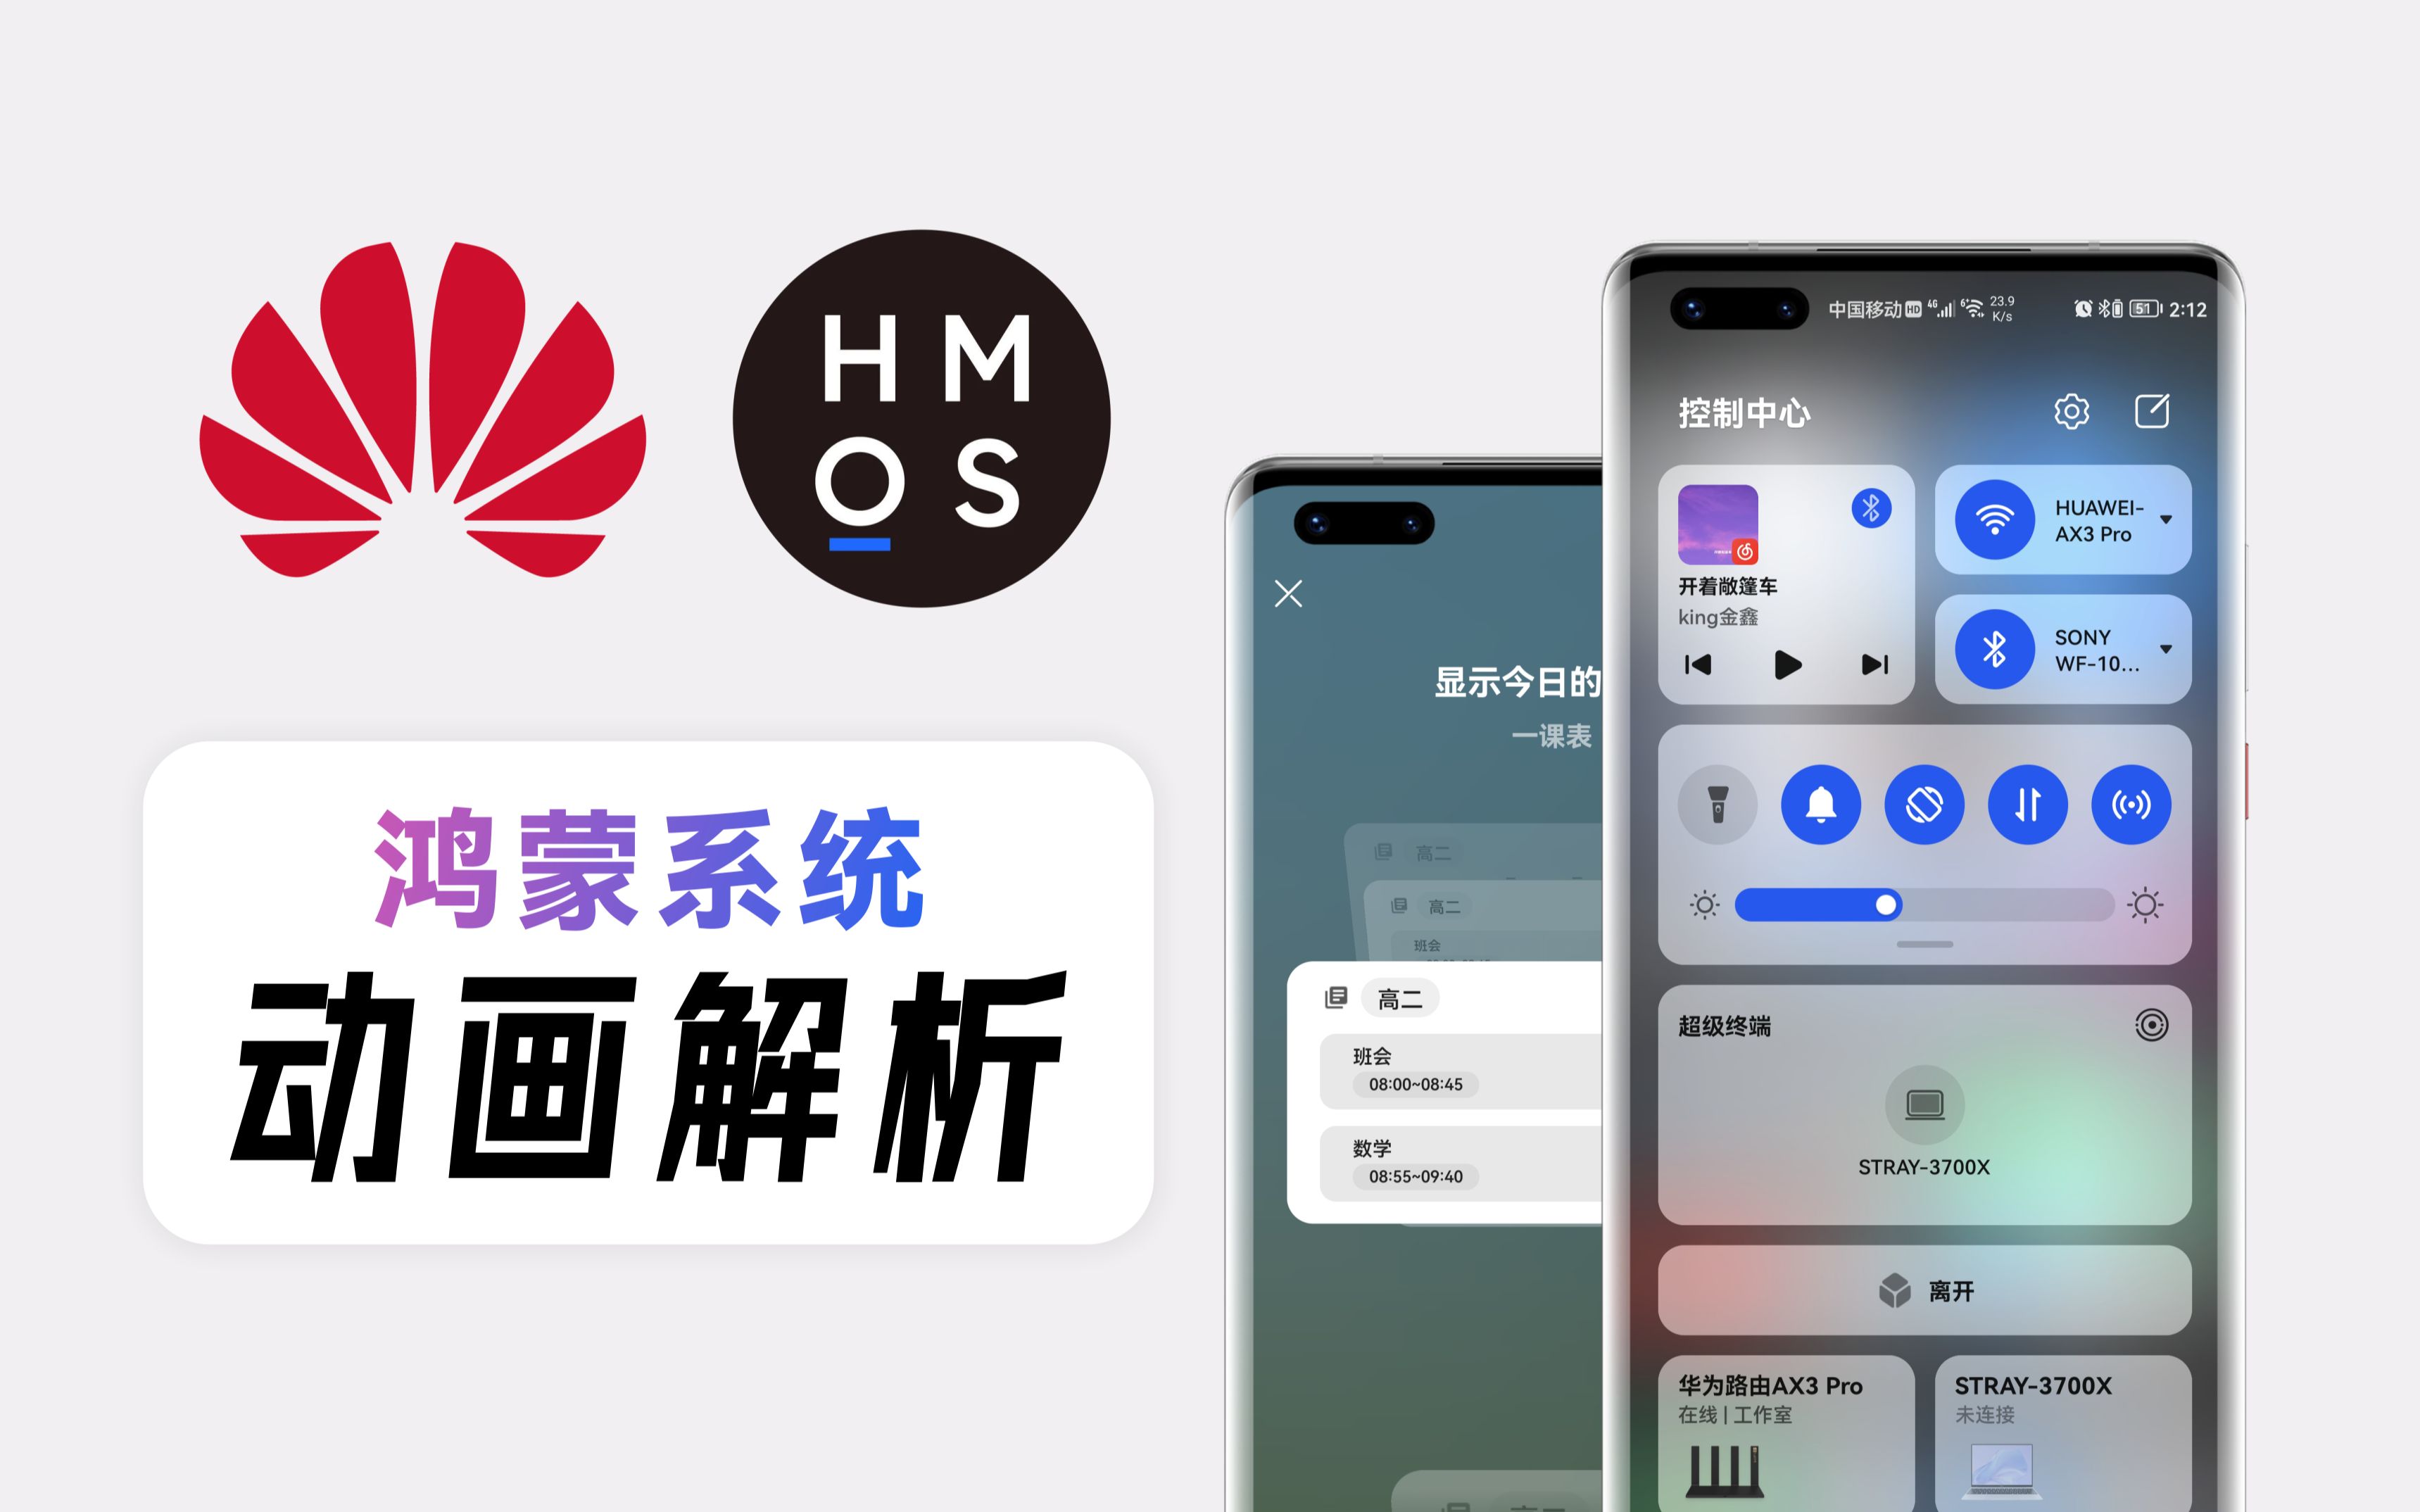 H M
O S
鸿蒙系统
动画解析
显示今日的
一课表
高二
高二
班会
高二
班会
08:00~08:45
数学
08:55~09:40
中国移动 HD 4G 6+ 23.9 K/s 51 2:12
控制中心
开着敞篷车
king金鑫
HUAWEI-
AX3 Pro
SONY
WF-10...
超级终端
STRAY-3700X
离开
华为路由AX3 Pro
在线 | 工作室
STRAY-3700X
未连接